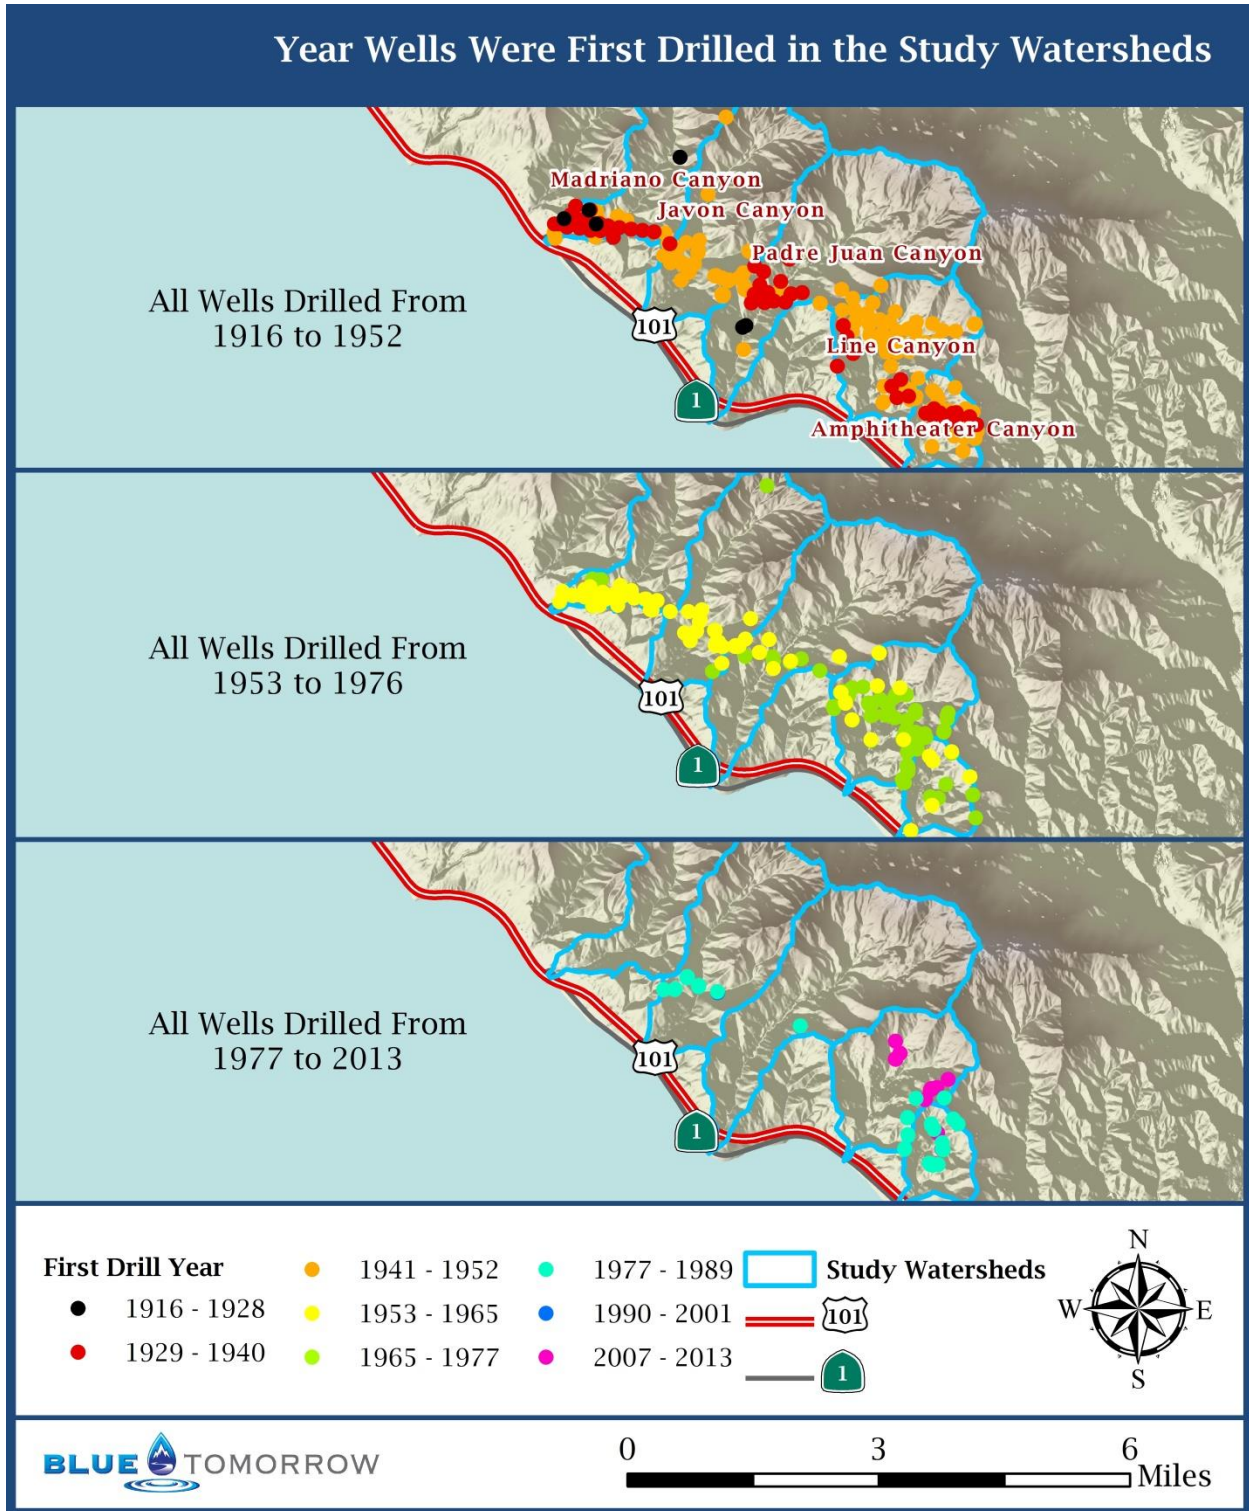 Year Wells Were First Drilled in the Study Watersheds
Madriano Canyon
Javon Canyon
Padre Juan Canyon
All Wells Drilled From
1916 to 1952
101
Line Canyon
1
Amphitheater Canyon
All Wells Drilled From
1953 to 1976
101
1
All Wells Drilled From
1977 to 2013
101
1
First Drill Year
1916 - 1928
1929 - 1940
1941 - 1952
1953 - 1965
1965 - 1977
1977 - 1989
1990 - 2001
2007 - 2013
Study Watersheds
101
1
N
W
E
S
BLUE TOMORROW
0 3 6
Miles